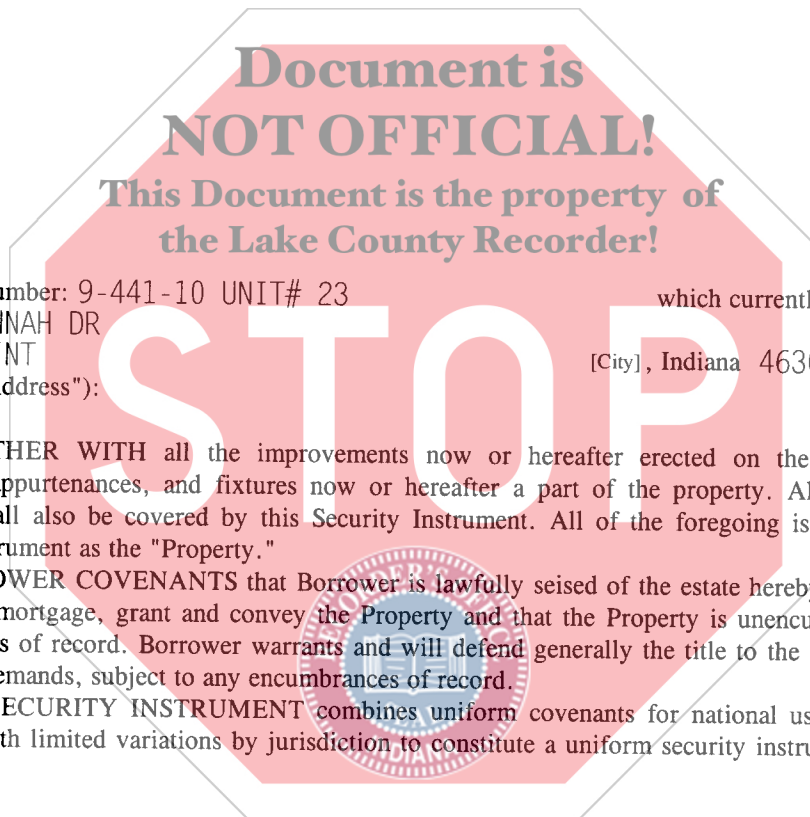 Document is
NOT OFFICIAL!
This Document is the property of
the Lake County Recorder!
umber: 9-441-10 UNIT# 23 which currentl
NNAH DR
NT [City], Indiana 4630
ddress"):
STOP
THER WITH all the improvements now or hereafter erected on the
ppurtenances, and fixtures now or hereafter a part of the property. Al
all also be covered by this Security Instrument. All of the foregoing is
rument as the "Property."
OWER COVENANTS that Borrower is lawfully seised of the estate hereby
mortgage, grant and convey the Property and that the Property is unencu
s of record. Borrower warrants and will defend generally the title to the
emands, subject to any encumbrances of record.
ECURITY INSTRUMENT combines uniform covenants for national us
th limited variations by jurisdiction to constitute a uniform security instru
INDIANA